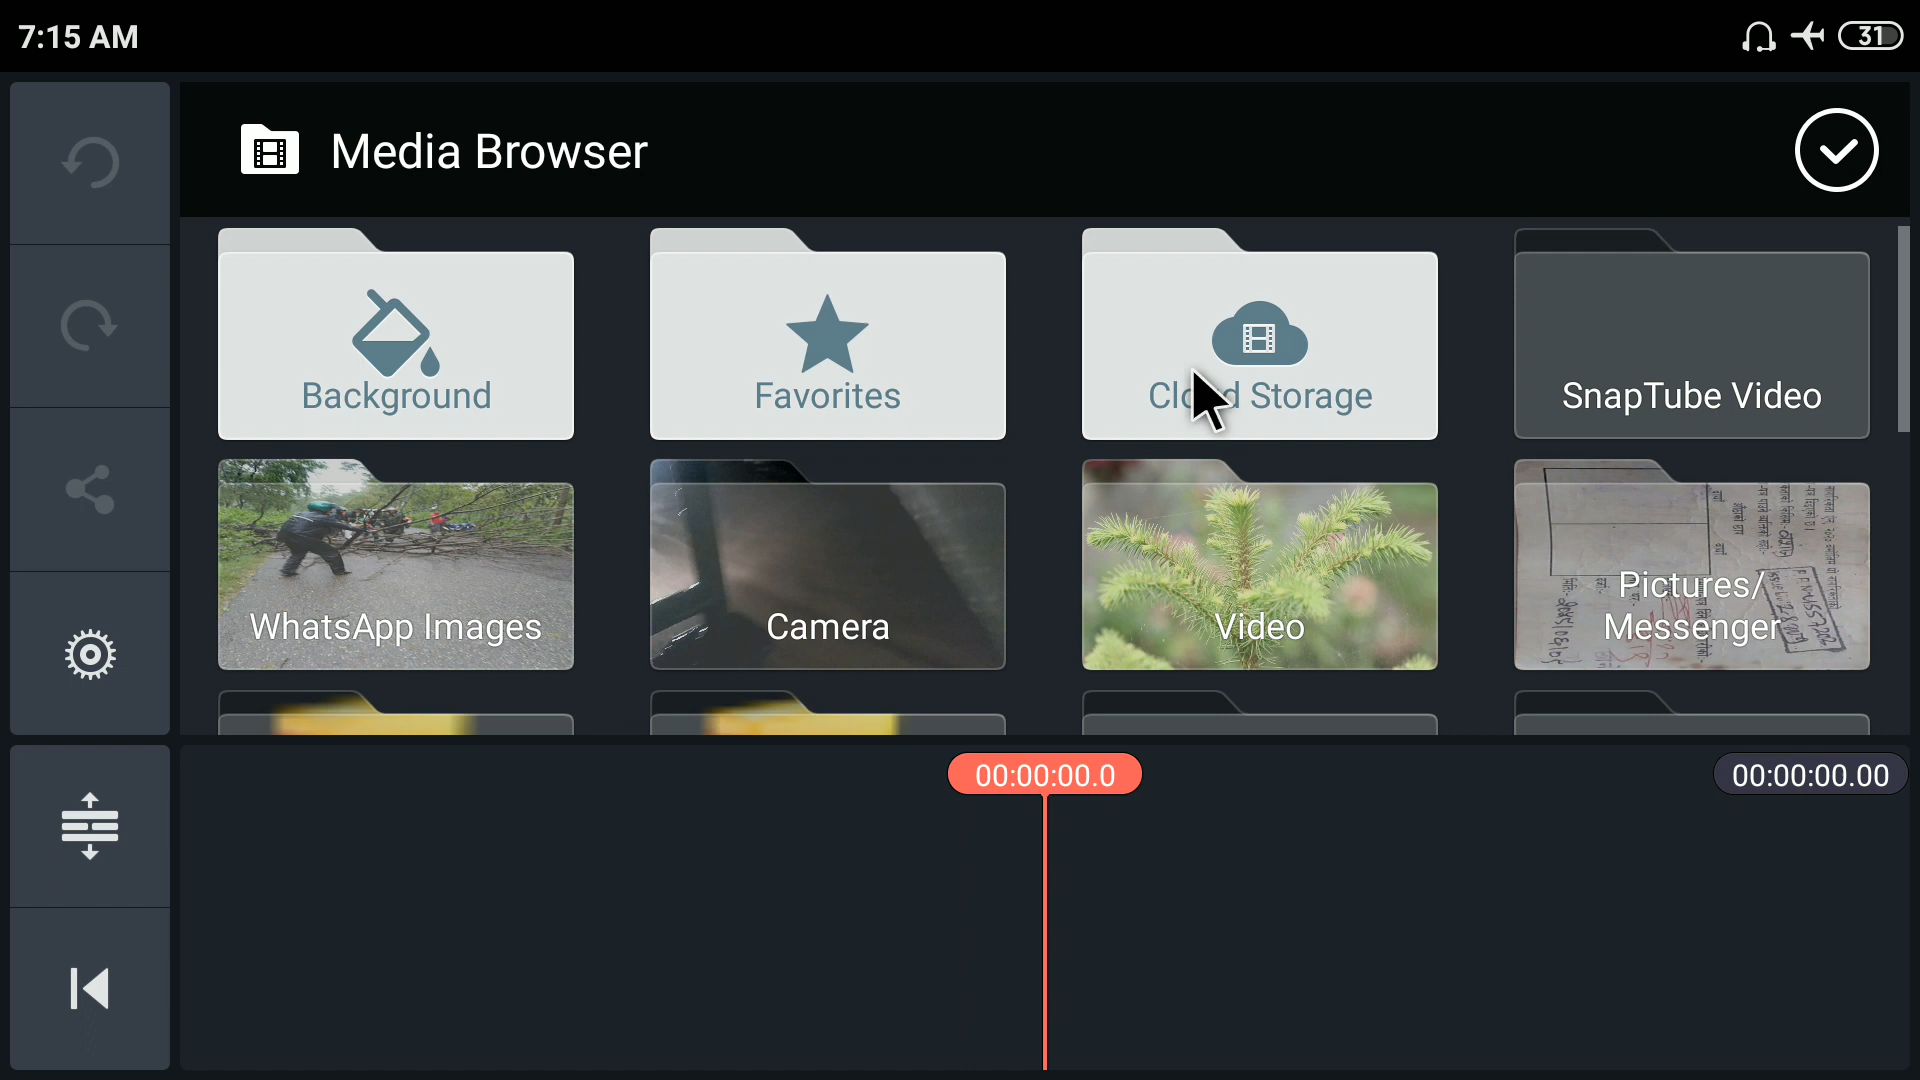 7:15 AM
31
Media Browser
Background
Favorites
Cloud Storage
SnapTube Video
WhatsApp Images
Camera
Video
Pictures/
Messenger
00:00:00.0
00:00:00.00